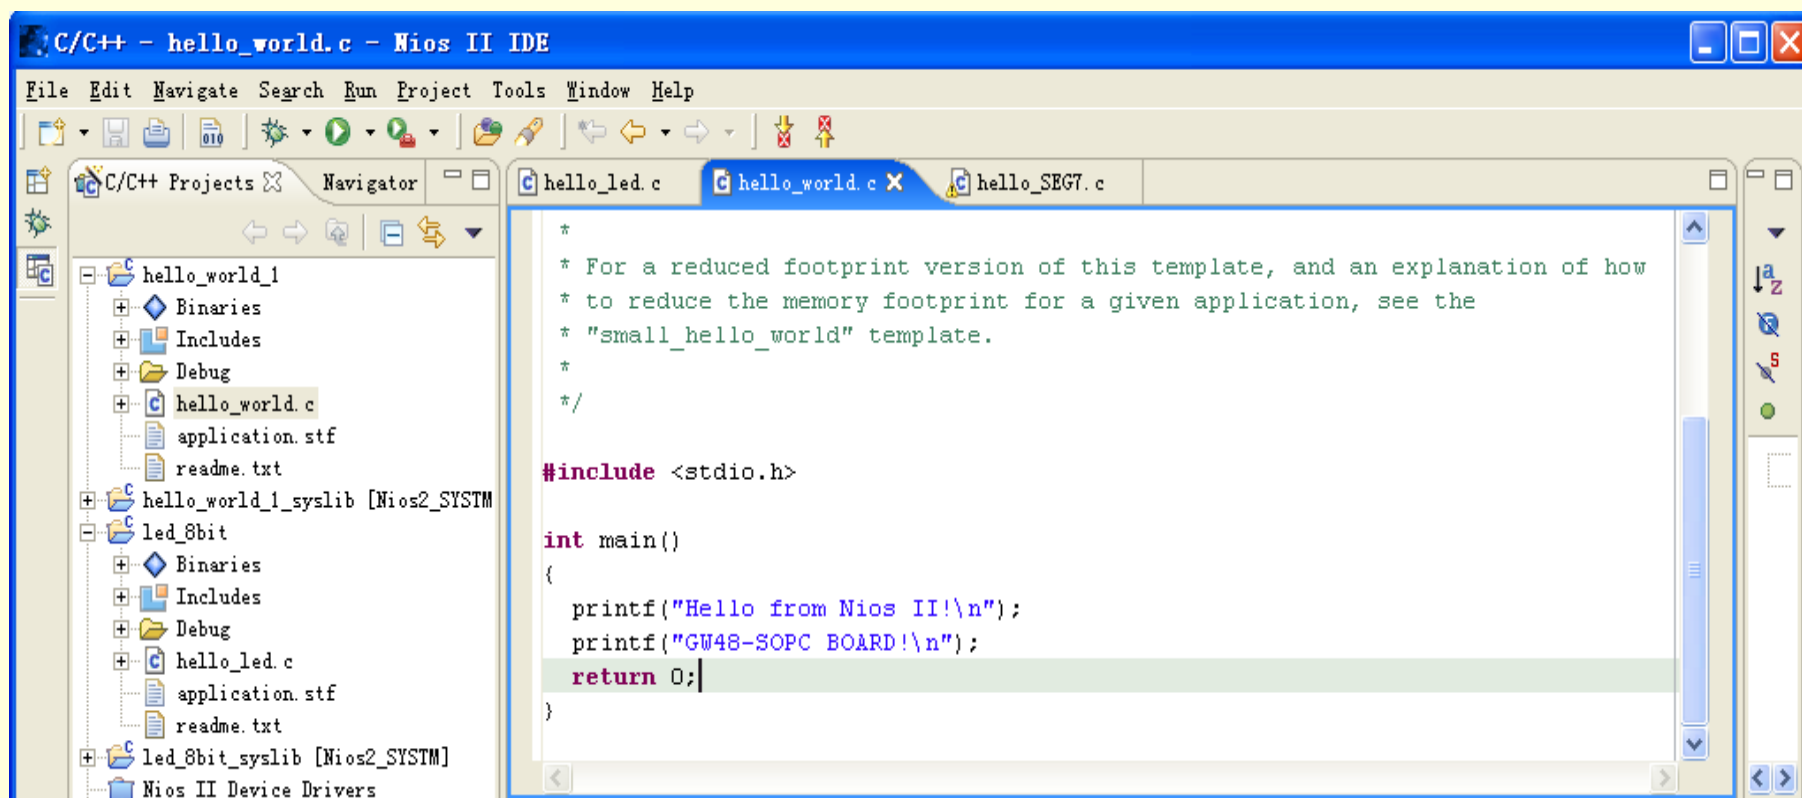 C/C++ - hello_world.c - Nios II IDE
File Edit Navigate Search Run Project Tools Window Help
010
C/C++ Projects Navigator
hello_led.c hello_world.c hello_SEG7.c
hello_world_1
Binaries
Includes
Debug
hello_world.c
application.stf
readme.txt
hello_world_1_syslib [Nios2_SYSTM
led_8bit
Binaries
Includes
Debug
hello_led.c
application.stf
readme.txt
led_8bit_syslib [Nios2_SYSTM]
Nios II Device Drivers
*
* For a reduced footprint version of this template, and an explanation of how
* to reduce the memory footprint for a given application, see the
* "small_hello_world" template.
*
*/
#include <stdio.h>
int main()
{
printf("Hello from Nios II!\n");
printf("GW48-SOPC BOARD!\n");
return 0;
}